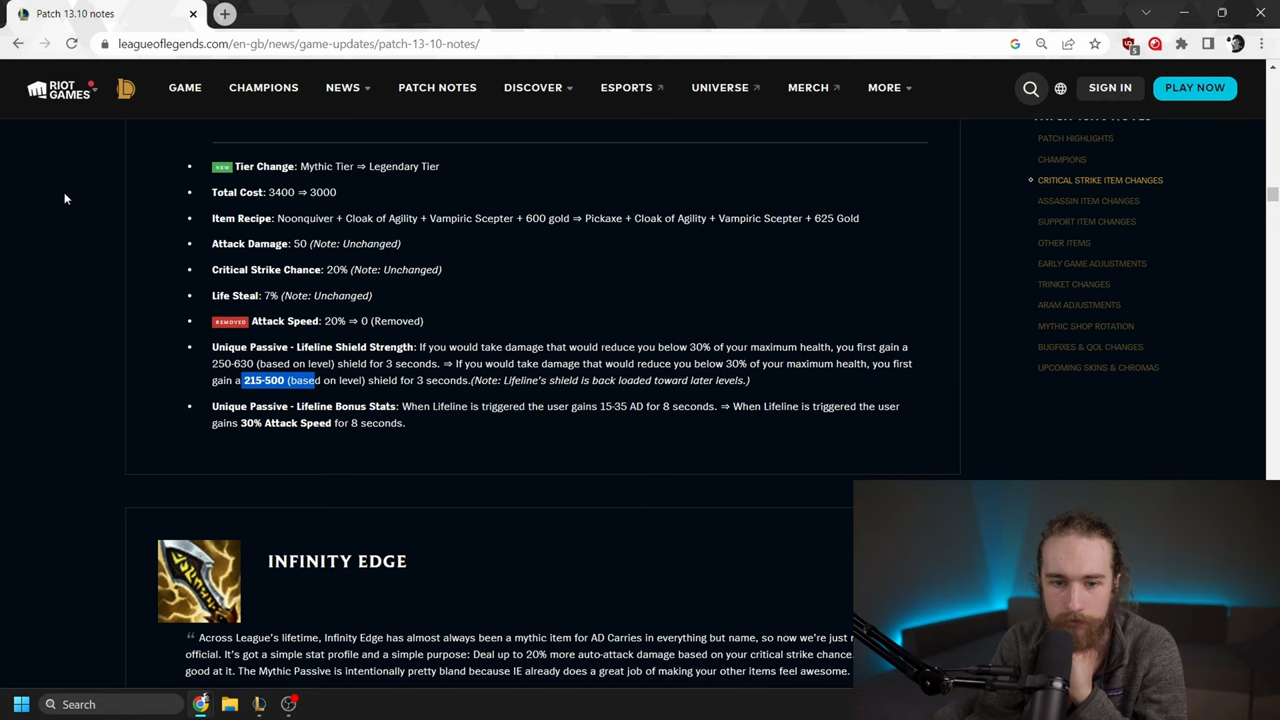 Patch 13.10 notes
leagueoflegends.com/en-gb/news/game-updates/patch-13-10-notes/
5
RIOT GAMES
GAME
CHAMPIONS
NEWS
PATCH NOTES
DISCOVER
ESPORTS
UNIVERSE
MERCH
MORE
SIGN IN
PLAY NOW
NEW Tier Change: Mythic Tier ⇒ Legendary Tier
Total Cost: 3400 ⇒ 3000
Item Recipe: Noonquiver + Cloak of Agility + Vampiric Scepter + 600 gold ⇒ Pickaxe + Cloak of Agility + Vampiric Scepter + 625 Gold
Attack Damage: 50 (Note: Unchanged)
Critical Strike Chance: 20% (Note: Unchanged)
Life Steal: 7% (Note: Unchanged)
REMOVED Attack Speed: 20% ⇒ 0 (Removed)
Unique Passive - Lifeline Shield Strength: If you would take damage that would reduce you below 30% of your maximum health, you first gain a
250-630 (based on level) shield for 3 seconds. ⇒ If you would take damage that would reduce you below 30% of your maximum health, you first
gain a 215-500 (based on level) shield for 3 seconds.(Note: Lifeline's shield is back loaded toward later levels.)
Unique Passive - Lifeline Bonus Stats: When Lifeline is triggered the user gains 15-35 AD for 8 seconds. ⇒ When Lifeline is triggered the user
gains 30% Attack Speed for 8 seconds.
INFINITY EDGE
“ Across League's lifetime, Infinity Edge has almost always been a mythic item for AD Carries in everything but name, so now we're just
official. It's got a simple stat profile and a simple purpose: Deal up to 20% more auto-attack damage based on your critical strike chance.
good at it. The Mythic Passive is intentionally pretty bland because IE already does a great job of making your other items feel awesome.
PATCH HIGHLIGHTS
CHAMPIONS
CRITICAL STRIKE ITEM CHANGES
ASSASSIN ITEM CHANGES
SUPPORT ITEM CHANGES
OTHER ITEMS
EARLY GAME ADJUSTMENTS
TRINKET CHANGES
ARAM ADJUSTMENTS
MYTHIC SHOP ROTATION
BUGFIXES & QOL CHANGES
UPCOMING SKINS & CHROMAS
Search